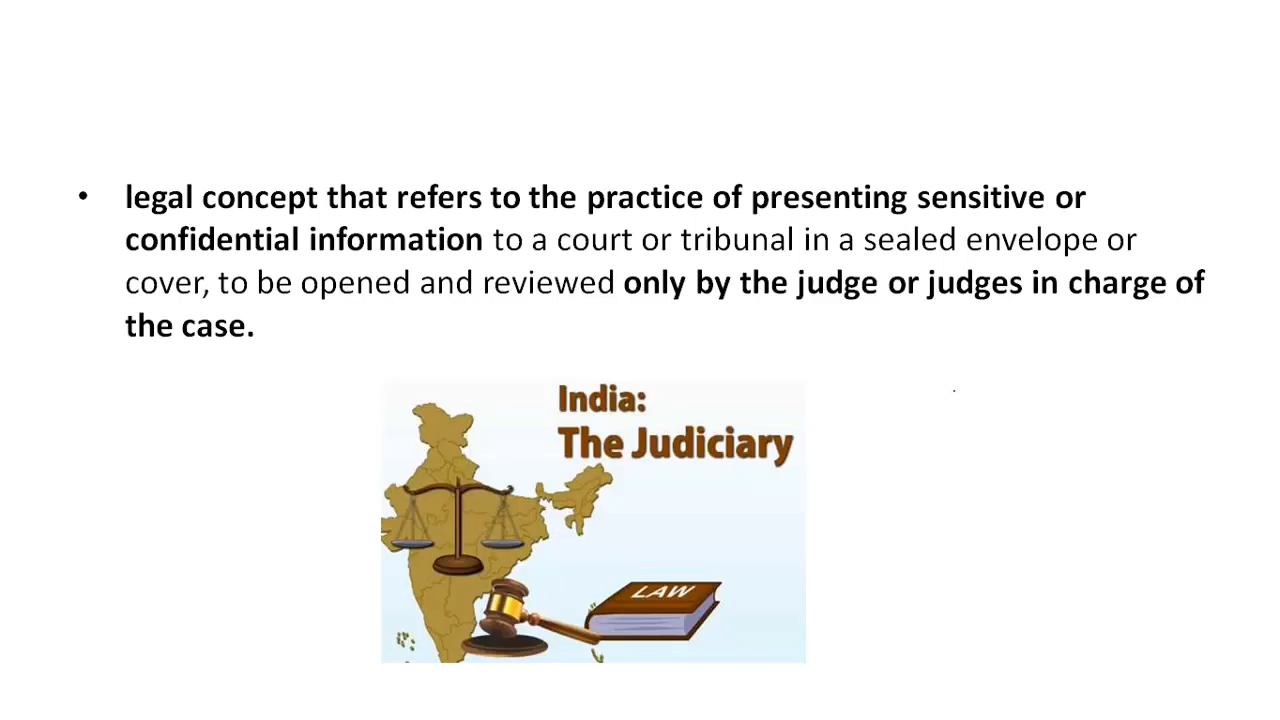 • legal concept that refers to the practice of presenting sensitive or
confidential information to a court or tribunal in a sealed envelope or
cover, to be opened and reviewed only by the judge or judges in charge of
the case.
India:
The Judiciary
LAW